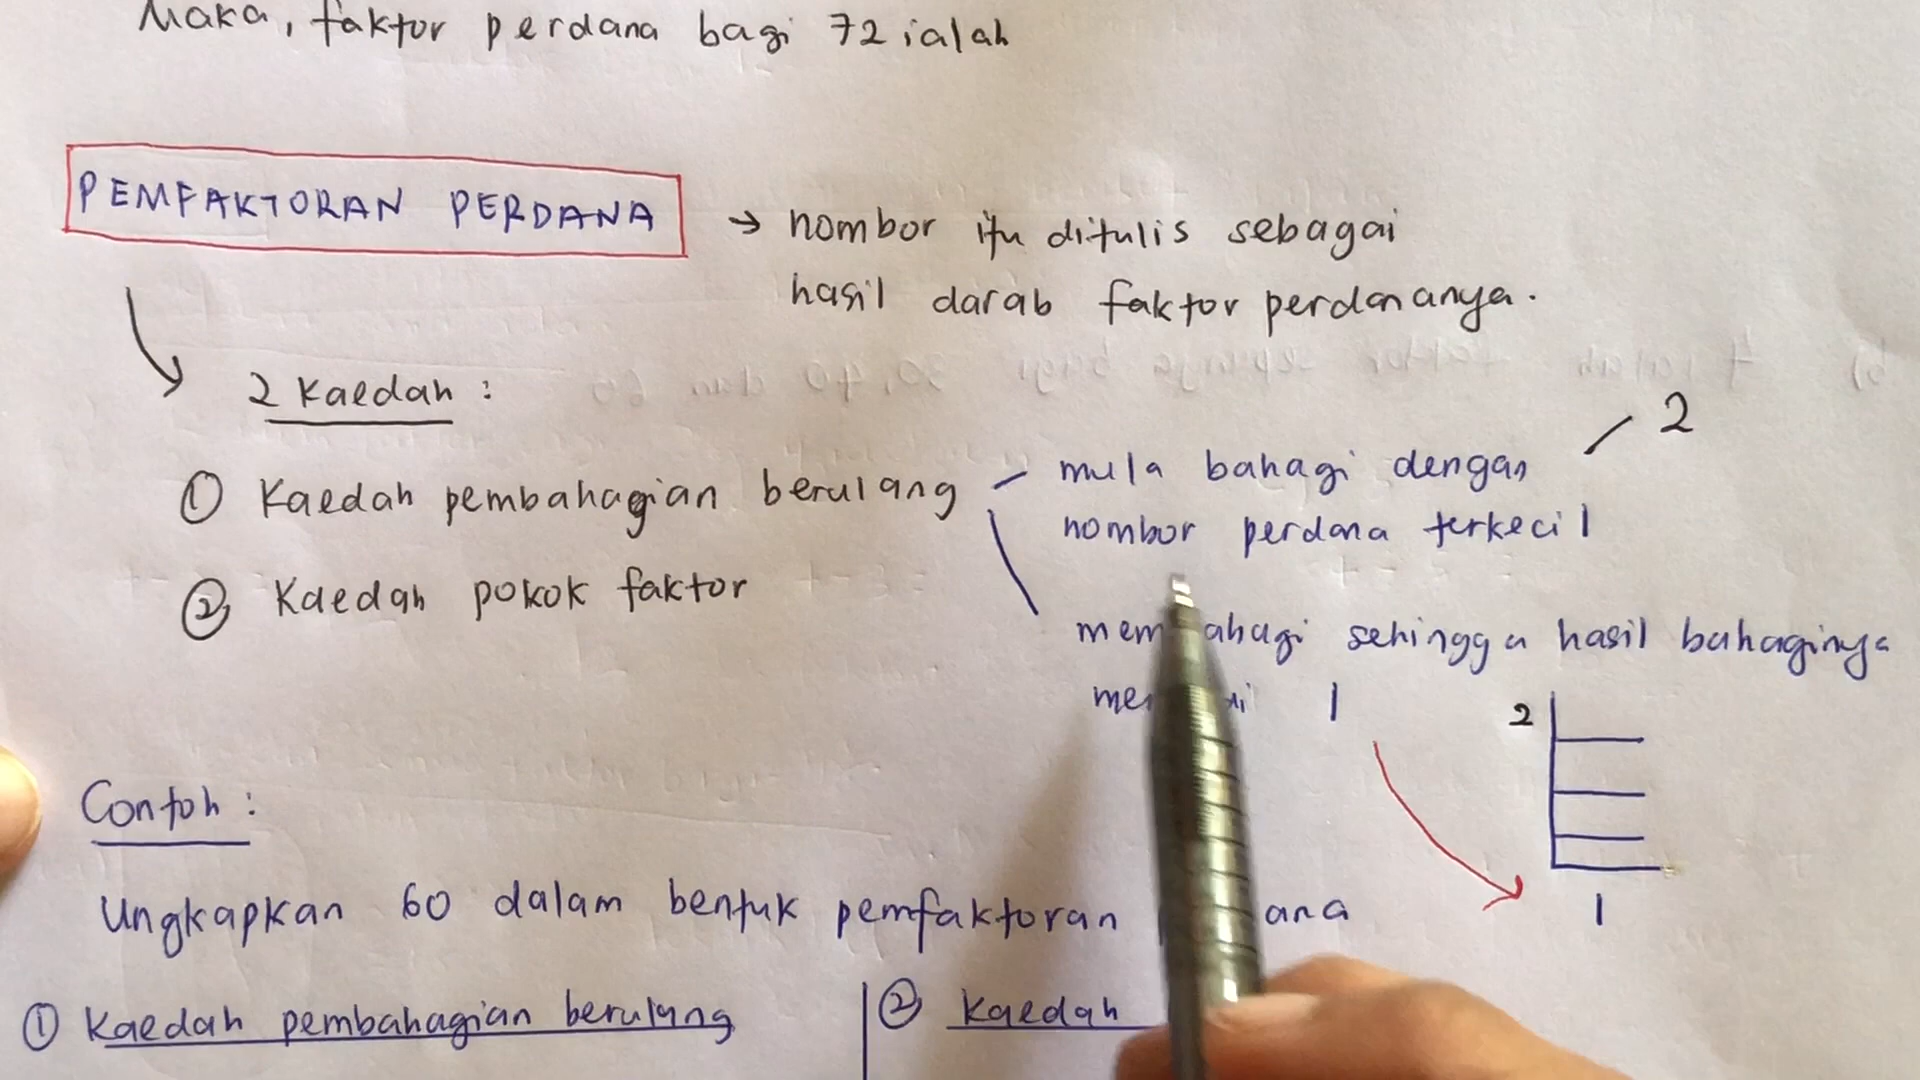 Maka, faktor perdana bagi 72 ialah
PEMFAKTORAN PERDANA
→ nombor itu ditulis sebagai
hasil darab faktor perdananya.
2 Kaedah :
① Kaedah pembahagian berulang
② Kaedah pokok faktor
mula bahagi dengan
nombor perdana terkecil
2
membahagi sehingga hasil bahaginya
1
2
1
Contoh :
Ungkapkan 60 dalam bentuk pemfaktoran
① Kaedah pembahagian berulang
② Kaedah